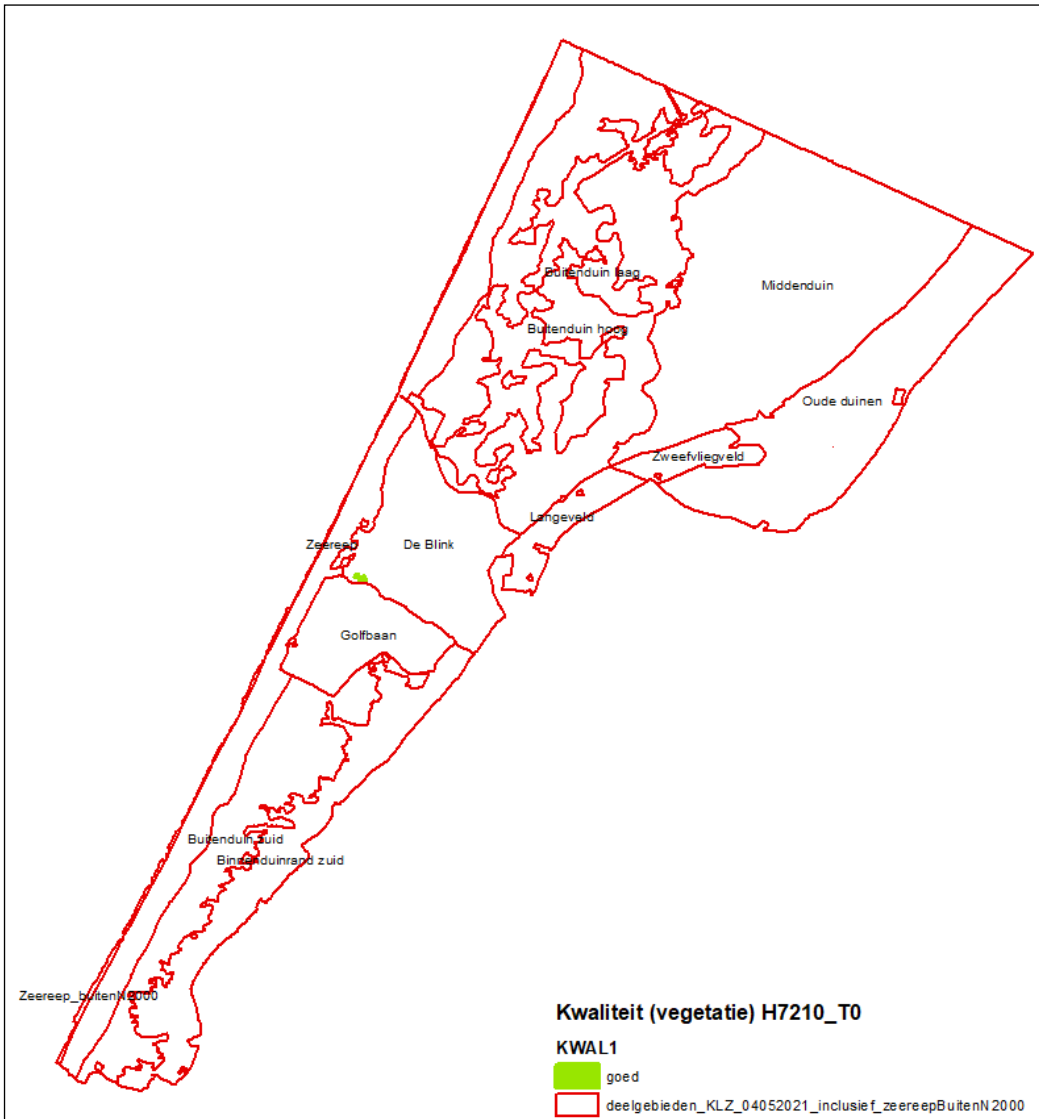 Buitenduin laag
Middenduin
Buitenduin hoog
Oude duinen
Zweefvliegveld
Langeveld
Zeereep
De Blink
Golfbaan
Buitenduin zuid
Binnenduinrand zuid
Zeereep_buitenN2000
Kwaliteit (vegetatie) H7210_T0
KWAL1
goed
deelgebieden_KLZ_04052021_inclusief_zeereepBuitenN2000